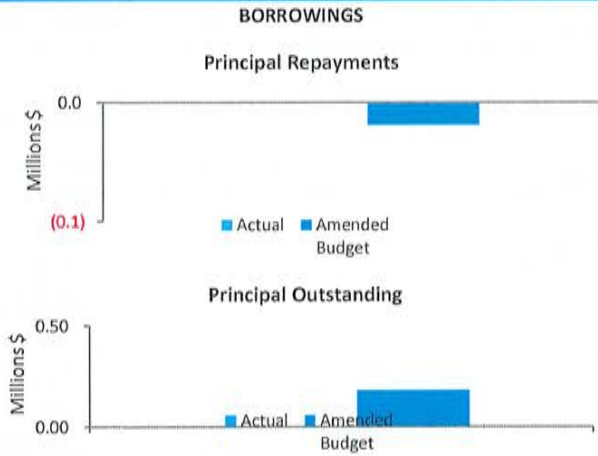 BORROWINGS
Principal Repayments
0.0
Millions $
(0.1)
Actual Amended
Budget
Principal Outstanding
0.50
Millions $
0.00
Actual Amended
Budget